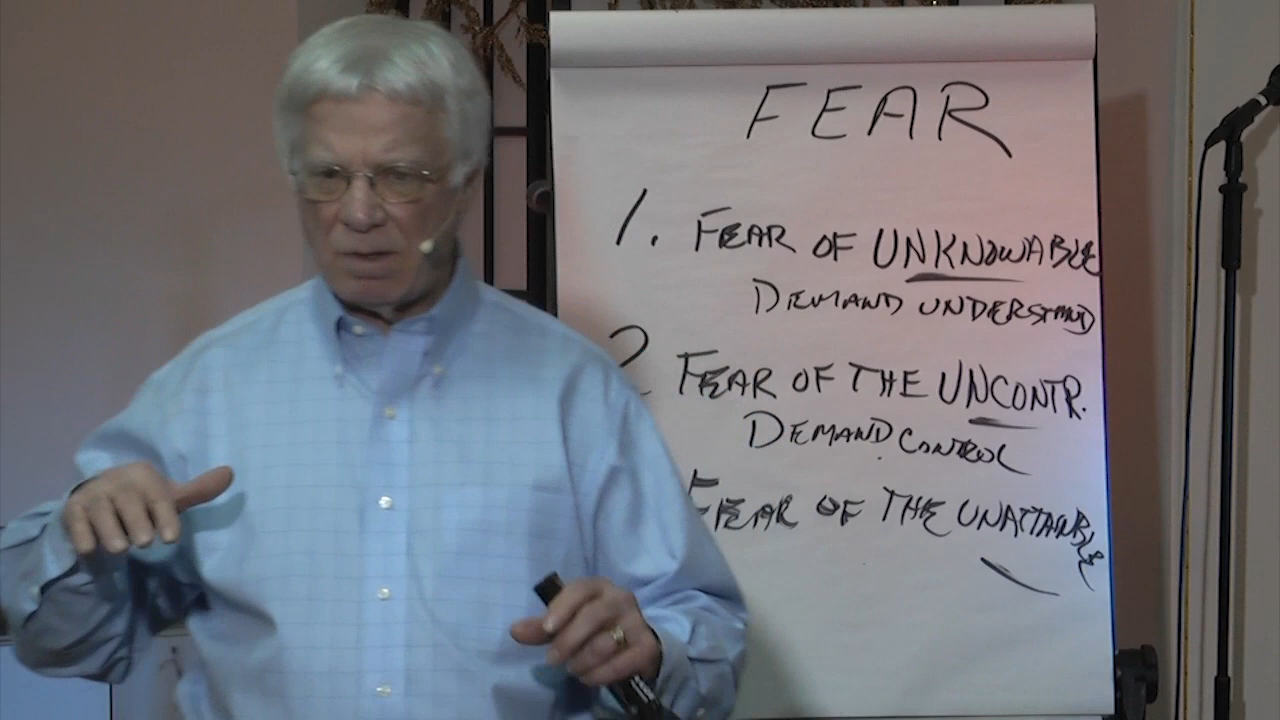 FEAR
1. FEAR OF UNKNOWABLE
DEMAND UNDERSTAND
2 FEAR OF THE UNCONTR.
DEMAND CONTROL
FEAR OF THE UNATTAINABLE